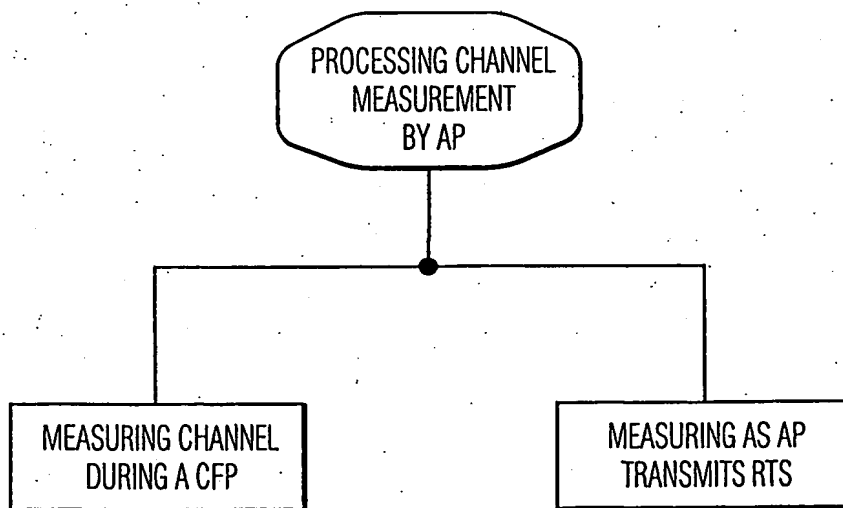 PROCESSING CHANNEL
MEASUREMENT
BY AP
MEASURING CHANNEL
DURING A CFP
MEASURING AS AP
TRANSMITS RTS